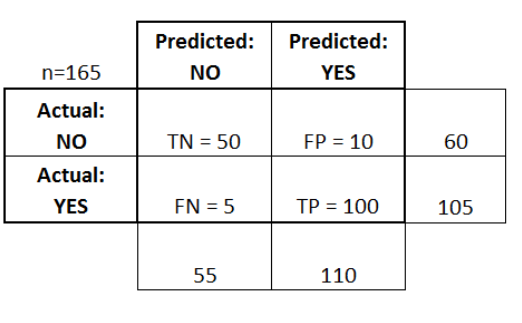 Predicted: Predicted:
n=165 NO YES
Actual:
NO TN = 50 FP = 10 60
Actual:
YES FN = 5 TP = 100 105
55 110